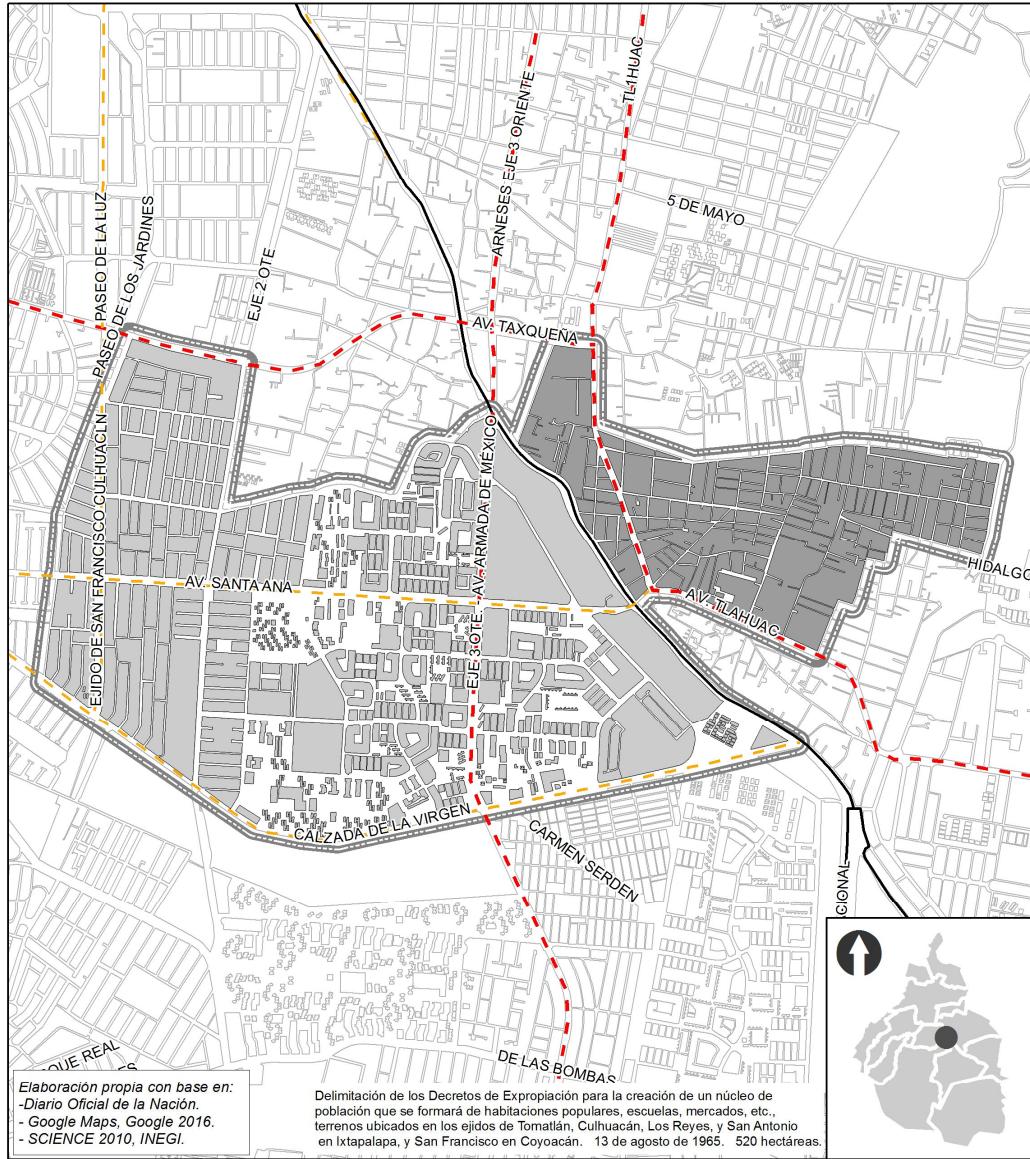 TL1HUAC
ARNESES EJE 3 ORIENTE
5 DE MAYO
PASEO DE LA LUZ
PASEO DE LOS JARDINES
EJE 2 OTE
AV. TAXQUEÑA
EJIDO DE SAN FRANCISCO CULHUACLN
EJE 3 OTE. - AV. ARMADA DE MÉXICO
HIDALGO
AV. SANTA ANA
AV. TLAHUAC
CALZADA DE LA VIRGEN
CARMEN SERDEN
CIONAL
QUE REAL
ES
DE LAS BOMBAS
Elaboración propia con base en:
-Diario Oficial de la Nación.
- Google Maps, Google 2016.
- SCIENCE 2010, INEGI.
Delimitación de los Decretos de Expropiación para la creación de un núcleo de
población que se formará de habitaciones populares, escuelas, mercados, etc.,
terrenos ubicados en los ejidos de Tomatlán, Culhuacán, Los Reyes, y San Antonio
en Ixtapalapa, y San Francisco en Coyoacán. 13 de agosto de 1965. 520 hectáreas.